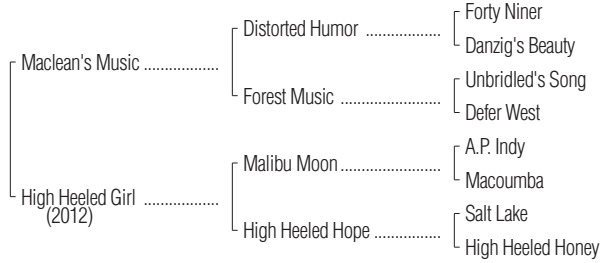 Forty Niner
Distorted Humor ..................
Danzig's Beauty
Maclean's Music ..................
Unbridled's Song
Forest Music ........................
Defer West
A.P. Indy
Malibu Moon ........................
Macoumba
High Heeled Girl ..................
(2012)
Salt Lake
High Heeled Hope ................
High Heeled Honey